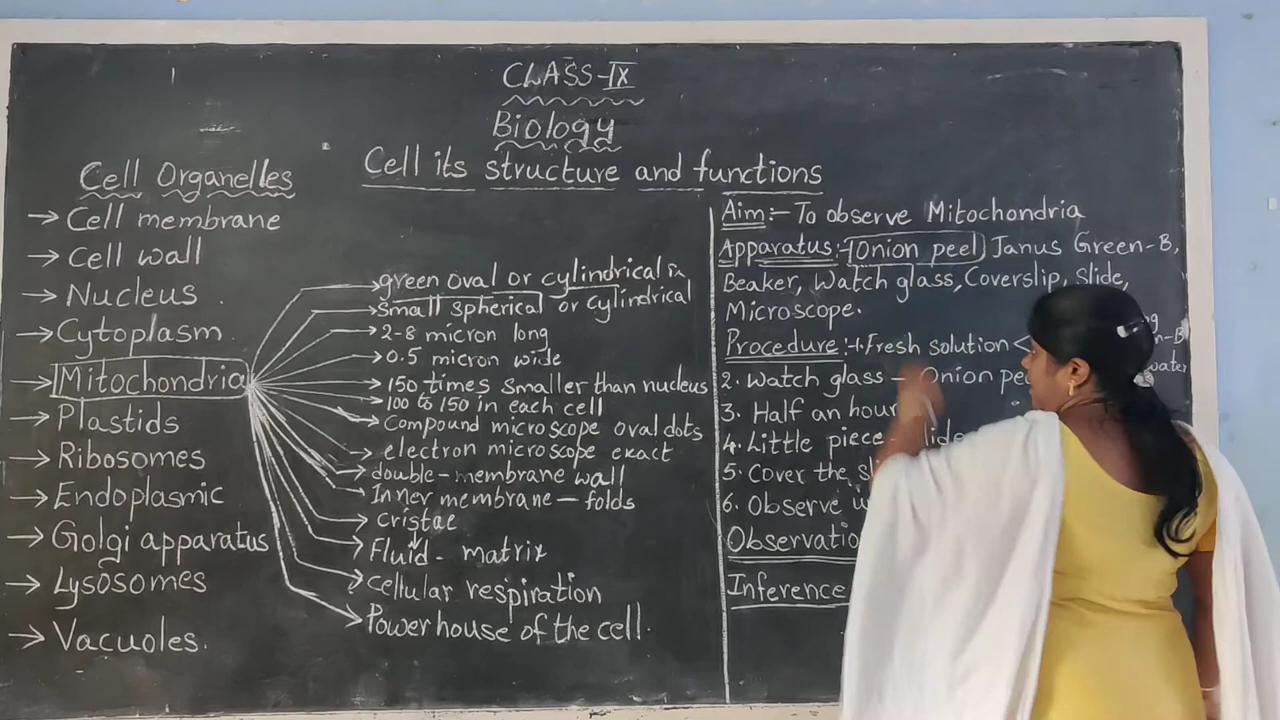 CLASS-IX
Biology
Cell its structure and functions
Cell Organelles
→ Cell membrane
→ Cell wall
→ Nucleus .
→ Cytoplasm.
→ Mitochondria
→ Plastids
→ Ribosomes
→ Endoplasmic
→ Golgi apparatus
→ Lysosomes
→ Vacuoles.
green oval or cylindrical
small spherical or cylindrical
2-8 micron long
0.5 micron wide
150 times smaller than nucleus
100 to 150 in each cell
Compound microscope oval dots
electron microscope exact
double-membrane wall
Inner membrane — folds
cristae
Fluid - matrix
cellular respiration
Power house of the cell.
Aim:- To observe Mitochondria
Apparatus:- Onion peel Janus Green-B,
Beaker, Watch glass, Coverslip, Slide,
Microscope.
Procedure:- Fresh solution <
water
2. Watch glass — Onion
3. Half an hour
4. Little piece -
5. Cover the
6. Observe
Inference